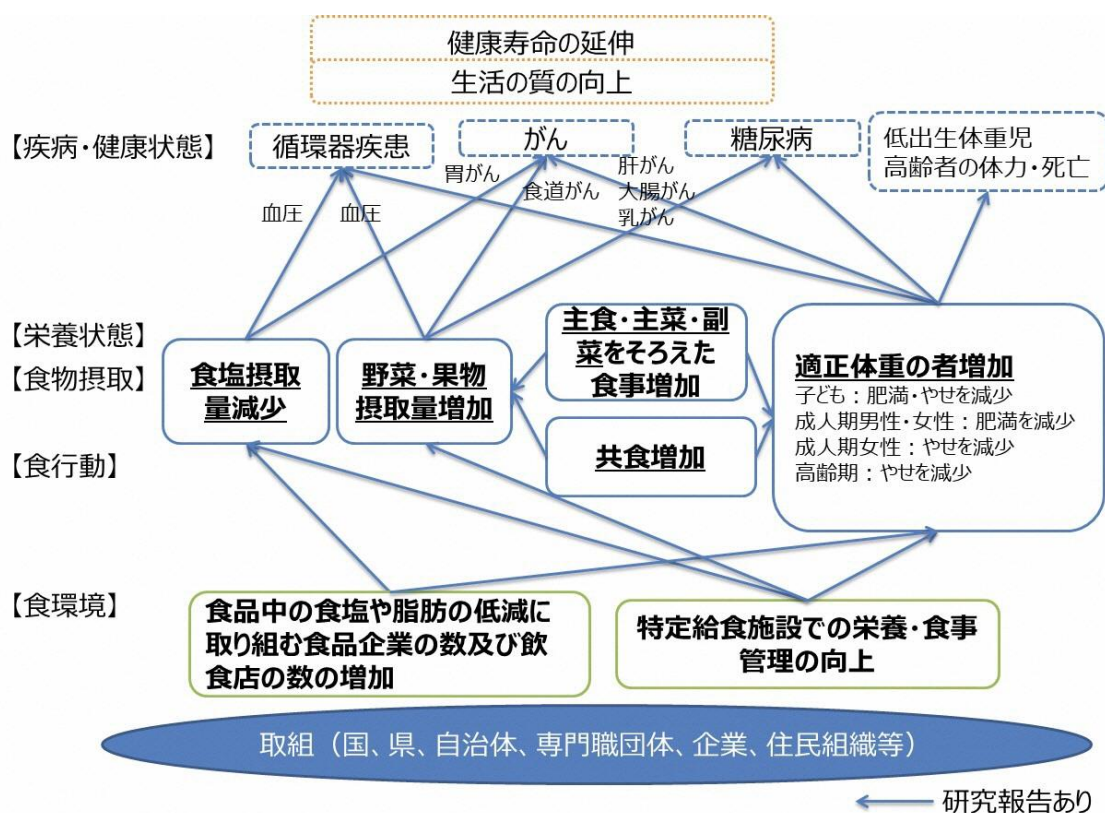 健康寿命の延伸
生活の質の向上
【疾病・健康状態】
循環器疾患
がん
糖尿病
低出生体重児
高齢者の体力・死亡
胃がん
食道がん
肝がん
大腸がん
乳がん
血圧
血圧
【栄養状態】
【食物摂取】
【食行動】
食塩摂取
量減少
野菜・果物
摂取量増加
主食・主菜・副
菜をそろえた
食事増加
共食増加
適正体重の者増加
子ども：肥満・やせを減少
成人期男性・女性：肥満を減少
成人期女性：やせを減少
高齢期：やせを減少
【食環境】
食品中の食塩や脂肪の低減に
取り組む食品企業の数及び飲
食店の数の増加
特定給食施設での栄養・食事
管理の向上
取組（国、県、自治体、専門職団体、企業、住民組織等）
研究報告あり